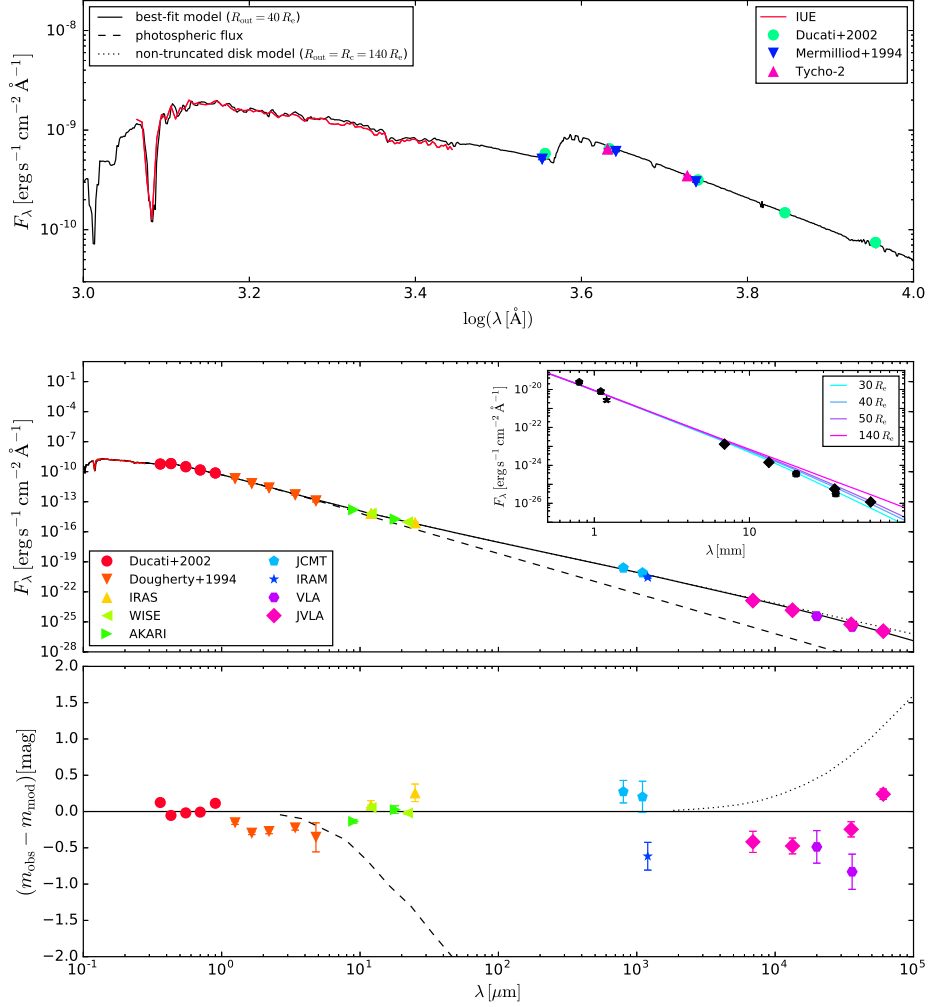 best-fit model (R_out = 40 R_e)
photospheric flux
non-truncated disk model (R_out = R_c = 140 R_e)
IUE
Ducati+2002
Mermilliod+1994
Tycho-2
10^-8
10^-9
10^-10
F_λ [erg s^-1 cm^-2 Å^-1]
3.0 3.2 3.4 3.6 3.8 4.0
log(λ [Å])
10^-1
10^-4
10^-7
10^-10
10^-13
10^-16
10^-19
10^-22
10^-25
10^-28
F_λ [erg s^-1 cm^-2 Å^-1]
Ducati+2002
Dougherty+1994
IRAS
WISE
AKARI
JCMT
IRAM
VLA
JVLA
10^-20
10^-22
10^-24
10^-26
F_λ [erg s^-1 cm^-2 Å^-1]
30 R_e
40 R_e
50 R_e
140 R_e
1 10
λ [mm]
2.0
1.5
1.0
0.5
0.0
−0.5
−1.0
−1.5
−2.0
(m_obs − m_mod) [mag]
10^-1 10^0 10^1 10^2 10^3 10^4 10^5
λ [μm]